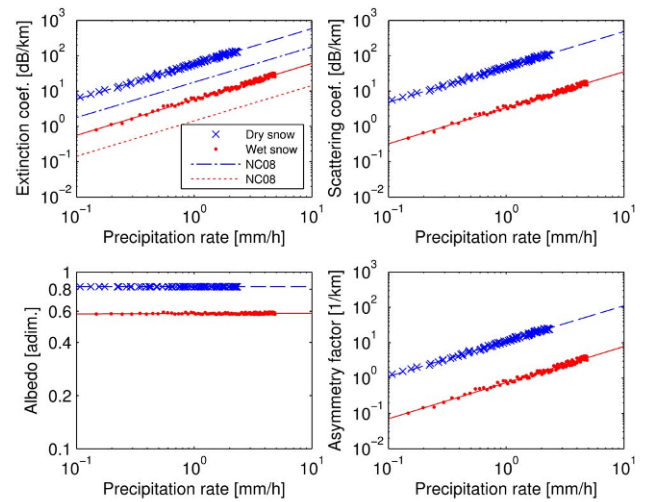 Extinction coef. [dB/km]
10^3
10^2
10^1
10^0
10^-1
10^-2
Dry snow
Wet snow
NC08
NC08
10^-1
10^0
10^1
Precipitation rate [mm/h]
Scattering coef. [dB/km]
10^3
10^2
10^1
10^0
10^-1
10^-2
10^-1
10^0
10^1
Precipitation rate [mm/h]
Albedo [adim.]
1
0.8
0.6
0.4
0.1
10^-1
10^0
10^1
Precipitation rate [mm/h]
Asymmetry factor [1/km]
10^3
10^2
10^1
10^0
10^-1
10^-2
10^-1
10^0
10^1
Precipitation rate [mm/h]